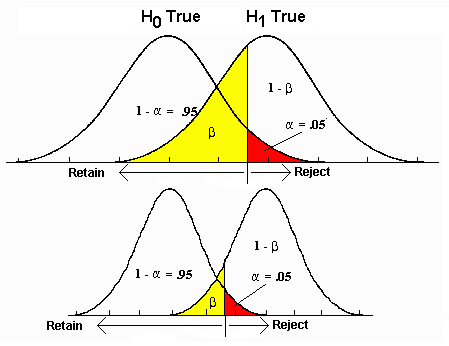 H₀ True H₁ True
1 - β
1 - α = .95
α = .05
β
Retain Reject
1 - β
1 - α = .95
α = .05
β
Retain Reject